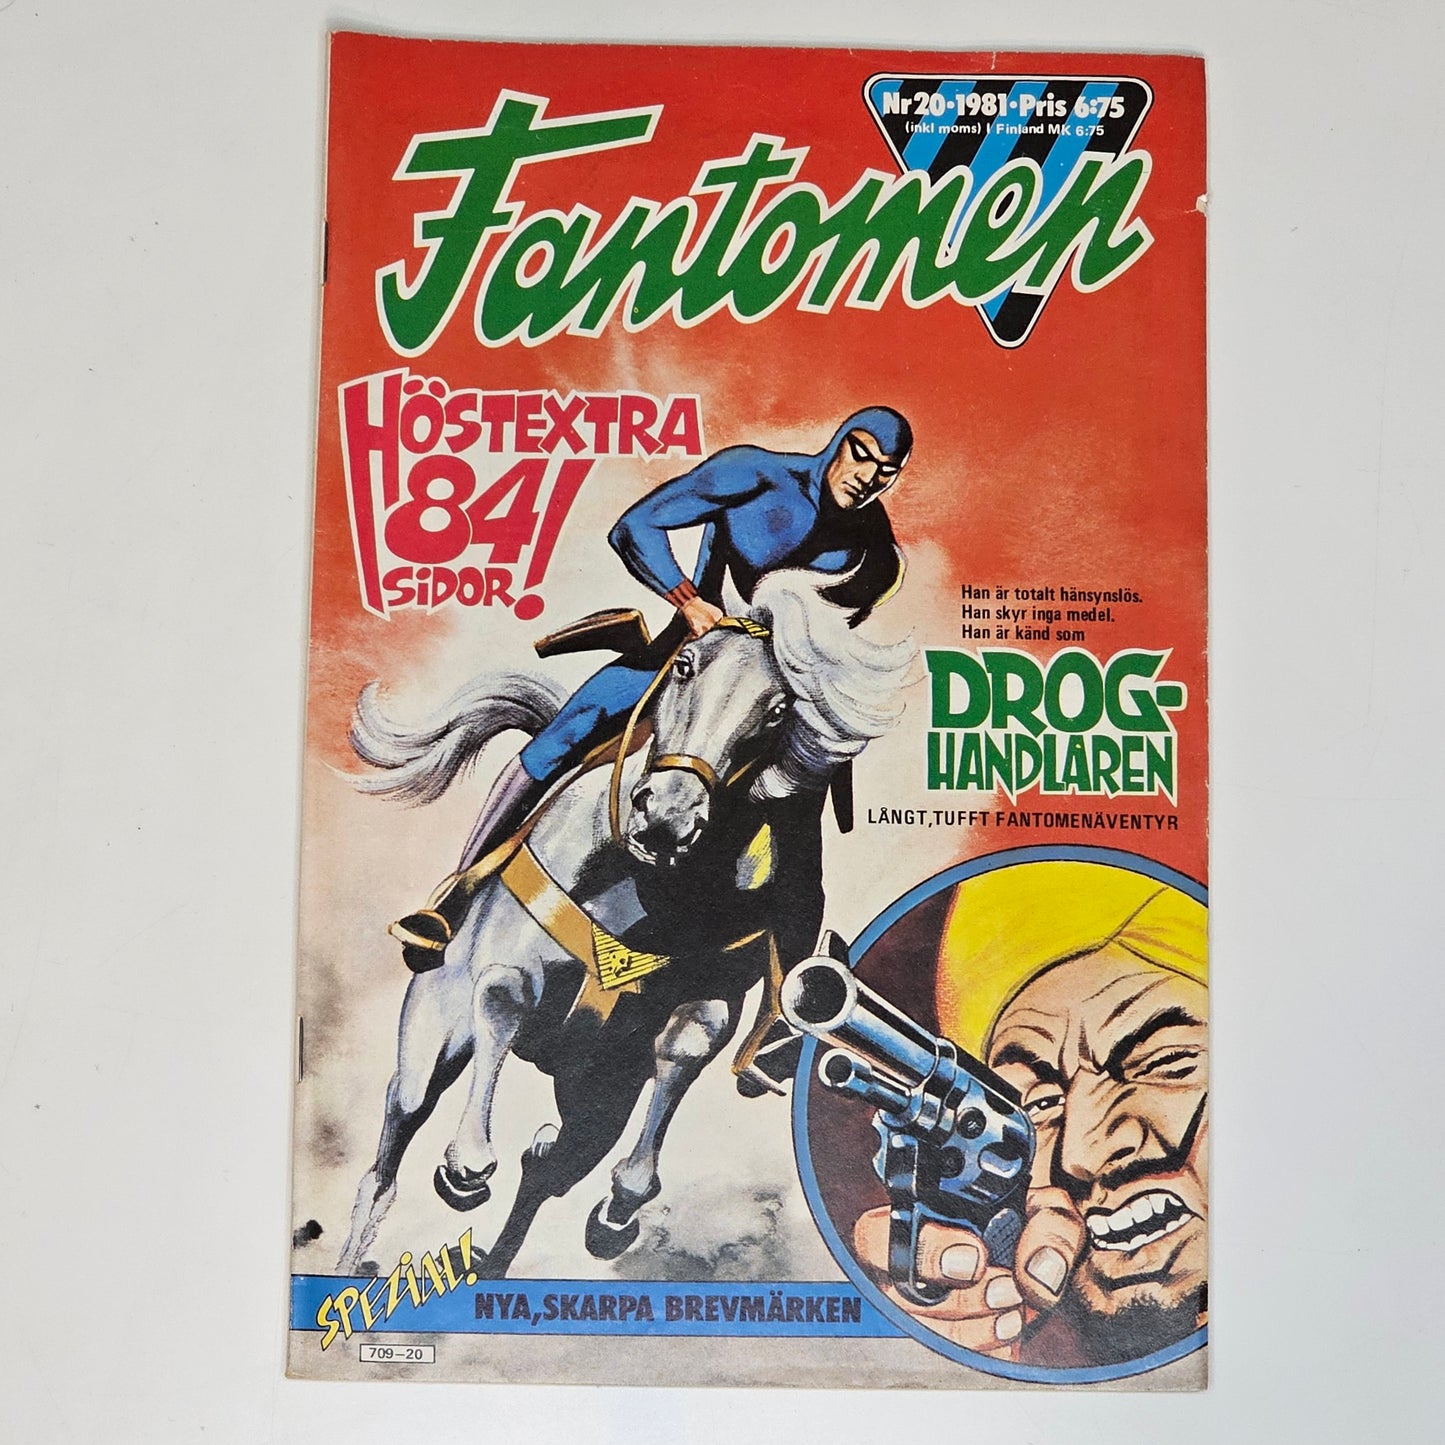 Nr 20•1981•Pris 6:75
(inkl moms) I Finland MK 6:75
Fantomen
HÖSTEXTRA
84
SiDOR!
Han är totalt hänsynslös.
Han skyr inga medel.
Han är känd som
DROG-
HANDLAREN
LÅNGT,TUFFT FANTOMENÄVENTYR
SPEZIAL!
NYA,SKARPA BREVMÄRKEN
709–20